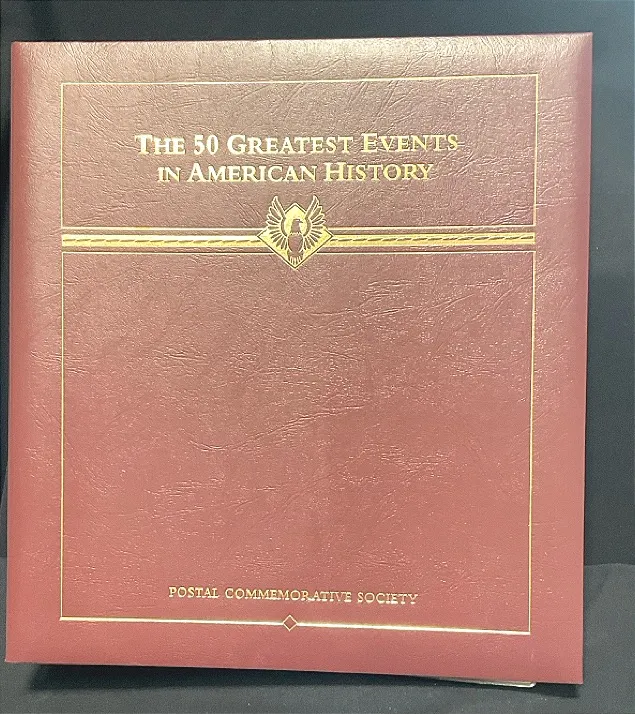 The 50 Greatest Events
in American History
Postal Commemorative Society